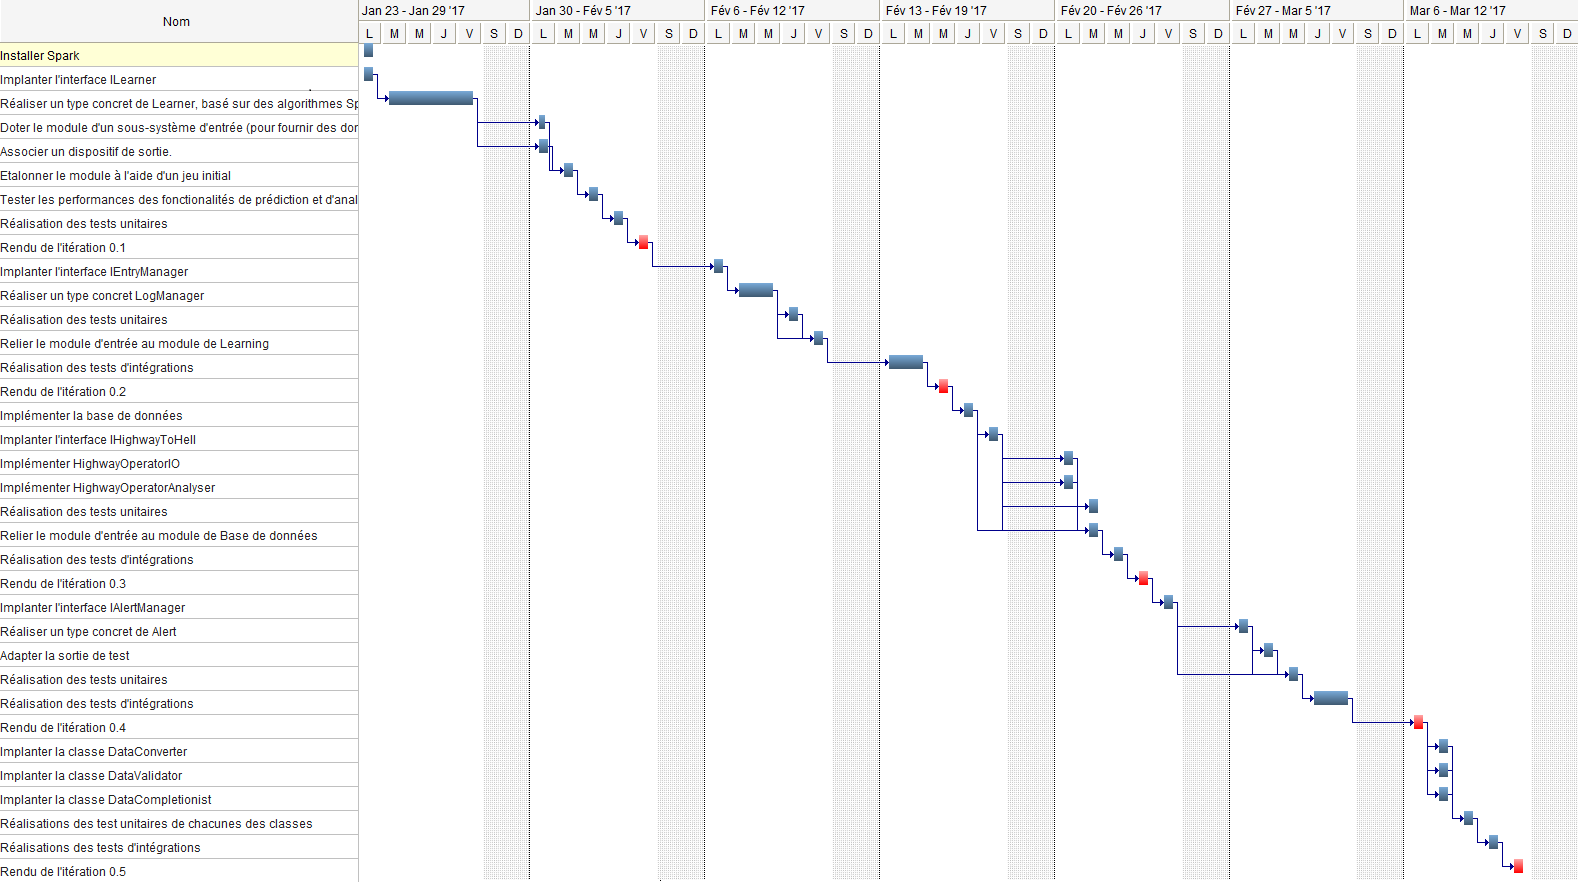 Nom
Jan 23 - Jan 29 '17 Jan 30 - Fév 5 '17 Fév 6 - Fév 12 '17 Fév 13 - Fév 19 '17 Fév 20 - Fév 26 '17 Fév 27 - Mar 5 '17 Mar 6 - Mar 12 '17
L M M J V S D L M M J V S D L M M J V S D L M M J V S D L M M J V S D L M M J V S D L M M J V S D
Installer Spark
Implanter l'interface ILearner
Réaliser un type concret de Learner, basé sur des algorithmes Sp
Doter le module d'un sous-système d'entrée (pour fournir des dor
Associer un dispositif de sortie.
Etalonner le module à l'aide d'un jeu initial
Tester les performances des fonctionalités de prédiction et d'anal
Réalisation des tests unitaires
Rendu de l'itération 0.1
Implanter l'interface IEntryManager
Réaliser un type concret LogManager
Réalisation des tests unitaires
Relier le module d'entrée au module de Learning
Réalisation des tests d'intégrations
Rendu de l'itération 0.2
Implémenter la base de données
Implanter l'interface IHighwayToHell
Implémenter HighwayOperatorIO
Implémenter HighwayOperatorAnalyser
Réalisation des tests unitaires
Relier le module d'entrée au module de Base de données
Réalisation des tests d'intégrations
Rendu de l'itération 0.3
Implanter l'interface IAlertManager
Réaliser un type concret de Alert
Adapter la sortie de test
Réalisation des tests unitaires
Réalisation des tests d'intégrations
Rendu de l'itération 0.4
Implanter la classe DataConverter
Implanter la classe DataValidator
Implanter la classe DataCompletionist
Réalisations des test unitaires de chacunes des classes
Réalisations des tests d'intégrations
Rendu de l'itération 0.5